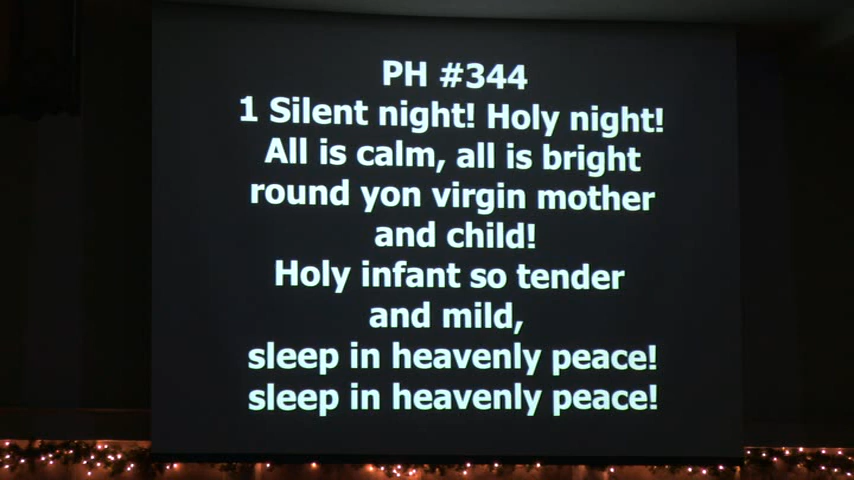 PH #344
1 Silent night! Holy night!
All is calm, all is bright
round yon virgin mother
and child!
Holy infant so tender
and mild,
sleep in heavenly peace!
sleep in heavenly peace!